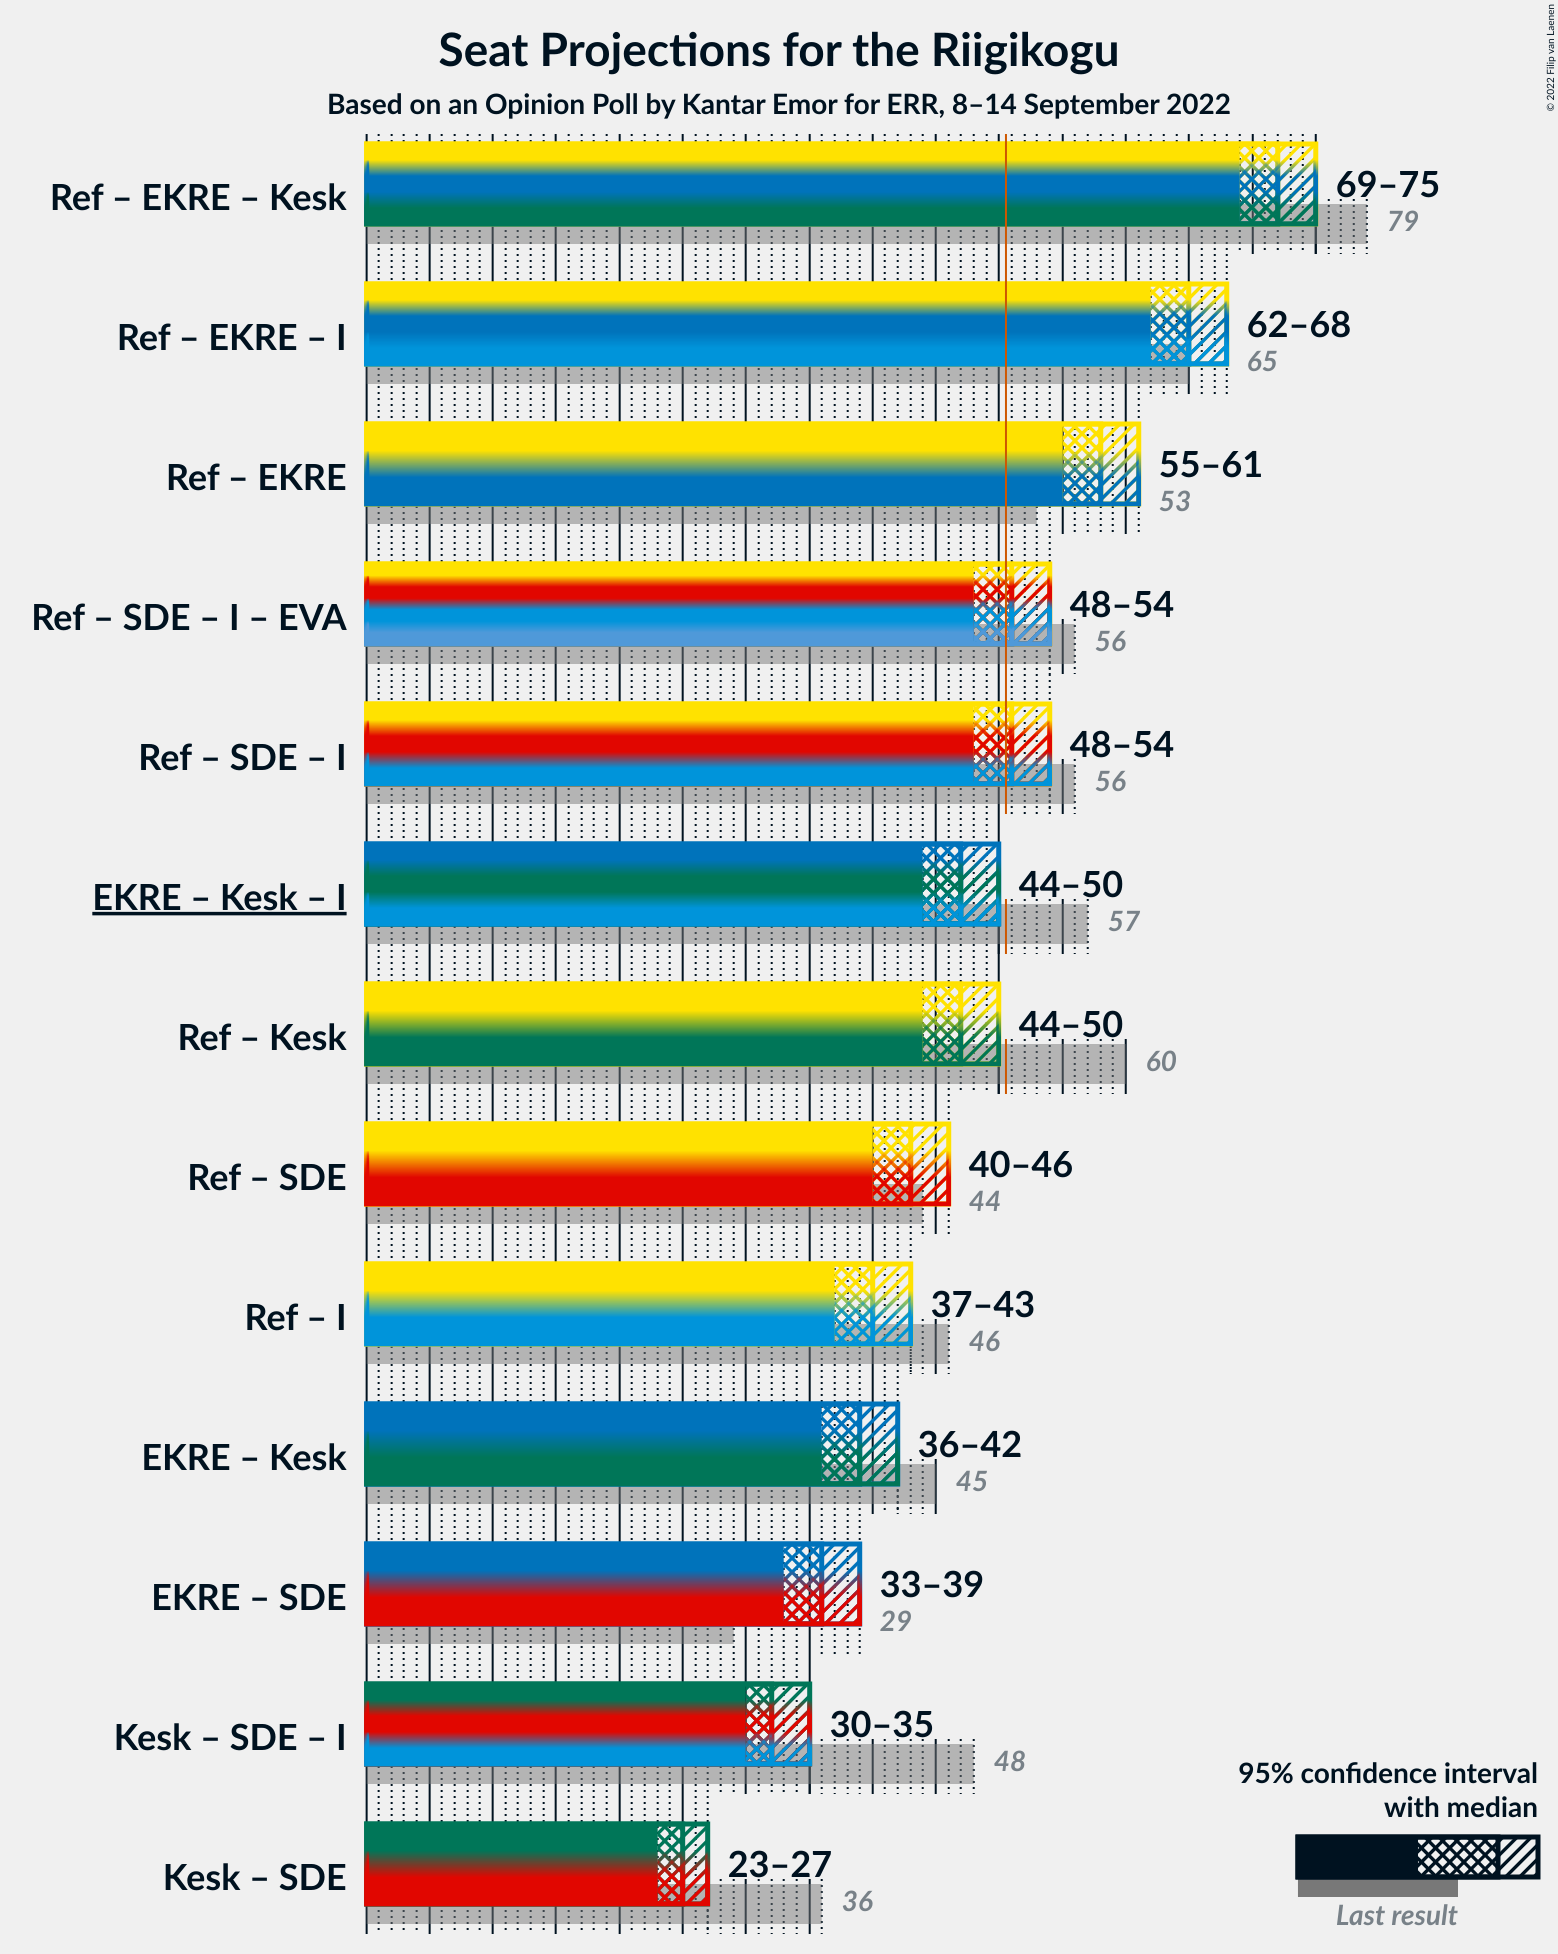 Seat Projections for the Riigikogu
Based on an Opinion Poll by Kantar Emor for ERR, 8–14 September 2022
© 2022 Filip van Laenen
Ref – EKRE – Kesk
69–75
79
Ref – EKRE – I
62–68
65
Ref – EKRE
55–61
53
Ref – SDE – I – EVA
48–54
56
Ref – SDE – I
48–54
56
EKRE – Kesk – I
44–50
57
Ref – Kesk
44–50
60
Ref – SDE
40–46
44
Ref – I
37–43
46
EKRE – Kesk
36–42
45
EKRE – SDE
33–39
29
Kesk – SDE – I
30–35
48
Kesk – SDE
23–27
36
95% confidence interval
with median
Last result